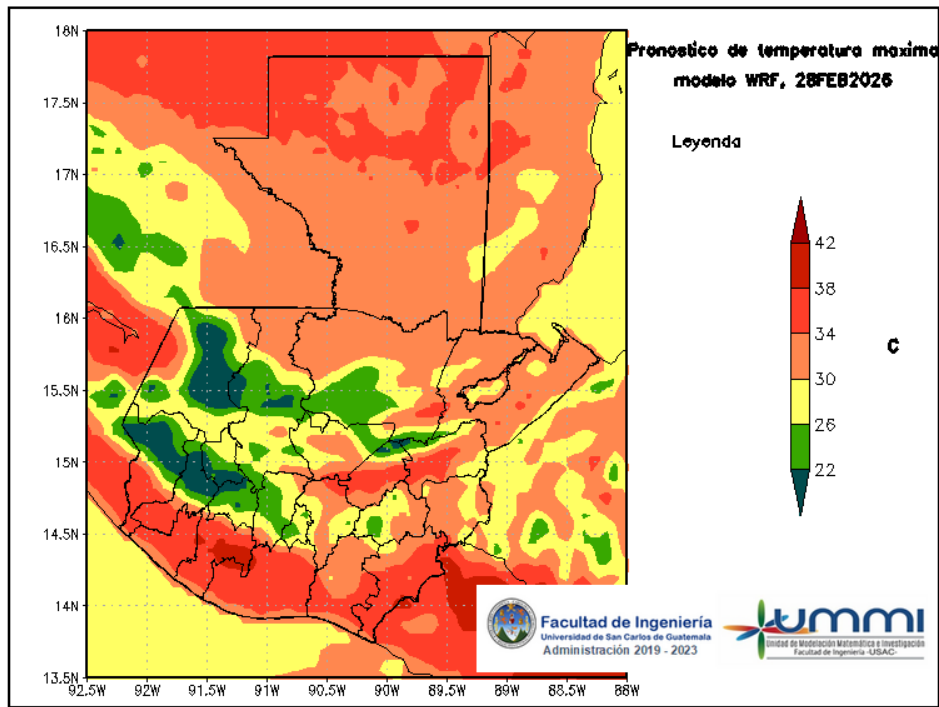 Pronostico de temperatura maxima
modelo WRF, 28FEB2026
Leyenda
42
38
34
30
26
22
C
18N
17.5N
17N
16.5N
16N
15.5N
15N
14.5N
14N
13.5N
92.5W 92W 91.5W 91W 90.5W 90W 89.5W 89W 88.5W 88W
Facultad de Ingeniería
Universidad de San Carlos de Guatemala
Administración 2019 - 2023
ummi
Unidad de Modelación Matemática e Investigación
Facultad de Ingeniería -USAC-